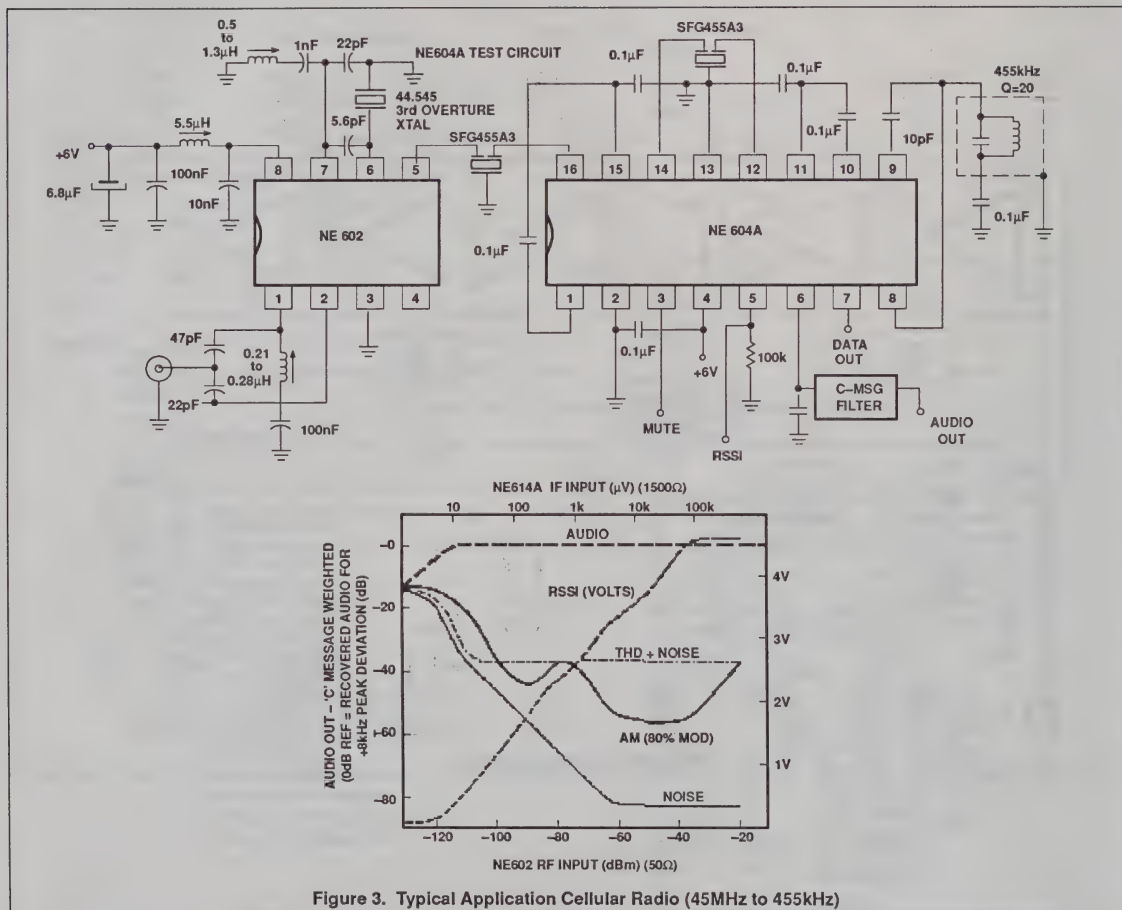 0.5
to
1.3µH
1nF
22pF
NE604A TEST CIRCUIT
44.545
3rd OVERTURE
XTAL
5.6pF
5.5µH
+6V
6.8µF
100nF
10nF
SFG455A3
8 7 6 5
NE 602
1 2 3 4
47pF
0.21
to
0.28µH
22pF
100nF
SFG455A3
0.1µF
0.1µF
0.1µF
10pF
455kHz
Q=20
0.1µF
16 15 14 13 12 11 10 9
0.1µF
NE 604A
1 2 3 4 5 6 7 8
0.1µF
+6V
100k
MUTE
RSSI
DATA
OUT
C–MSG
FILTER
AUDIO
OUT
NE614A IF INPUT (µV) (1500Ω)
10 100 1k 10k 100k
AUDIO
RSSI (VOLTS)
THD + NOISE
AM (80% MOD)
NOISE
AUDIO OUT – 'C' MESSAGE WEIGHTED
(0dB REF = RECOVERED AUDIO FOR
+8kHz PEAK DEVIATION (dB)
–0
–20
–40
–60
–80
4V
3V
2V
1V
–120 –100 –80 –60 –40 –20
NE602 RF INPUT (dBm) (50Ω)
Figure 3. Typical Application Cellular Radio (45MHz to 455kHz)